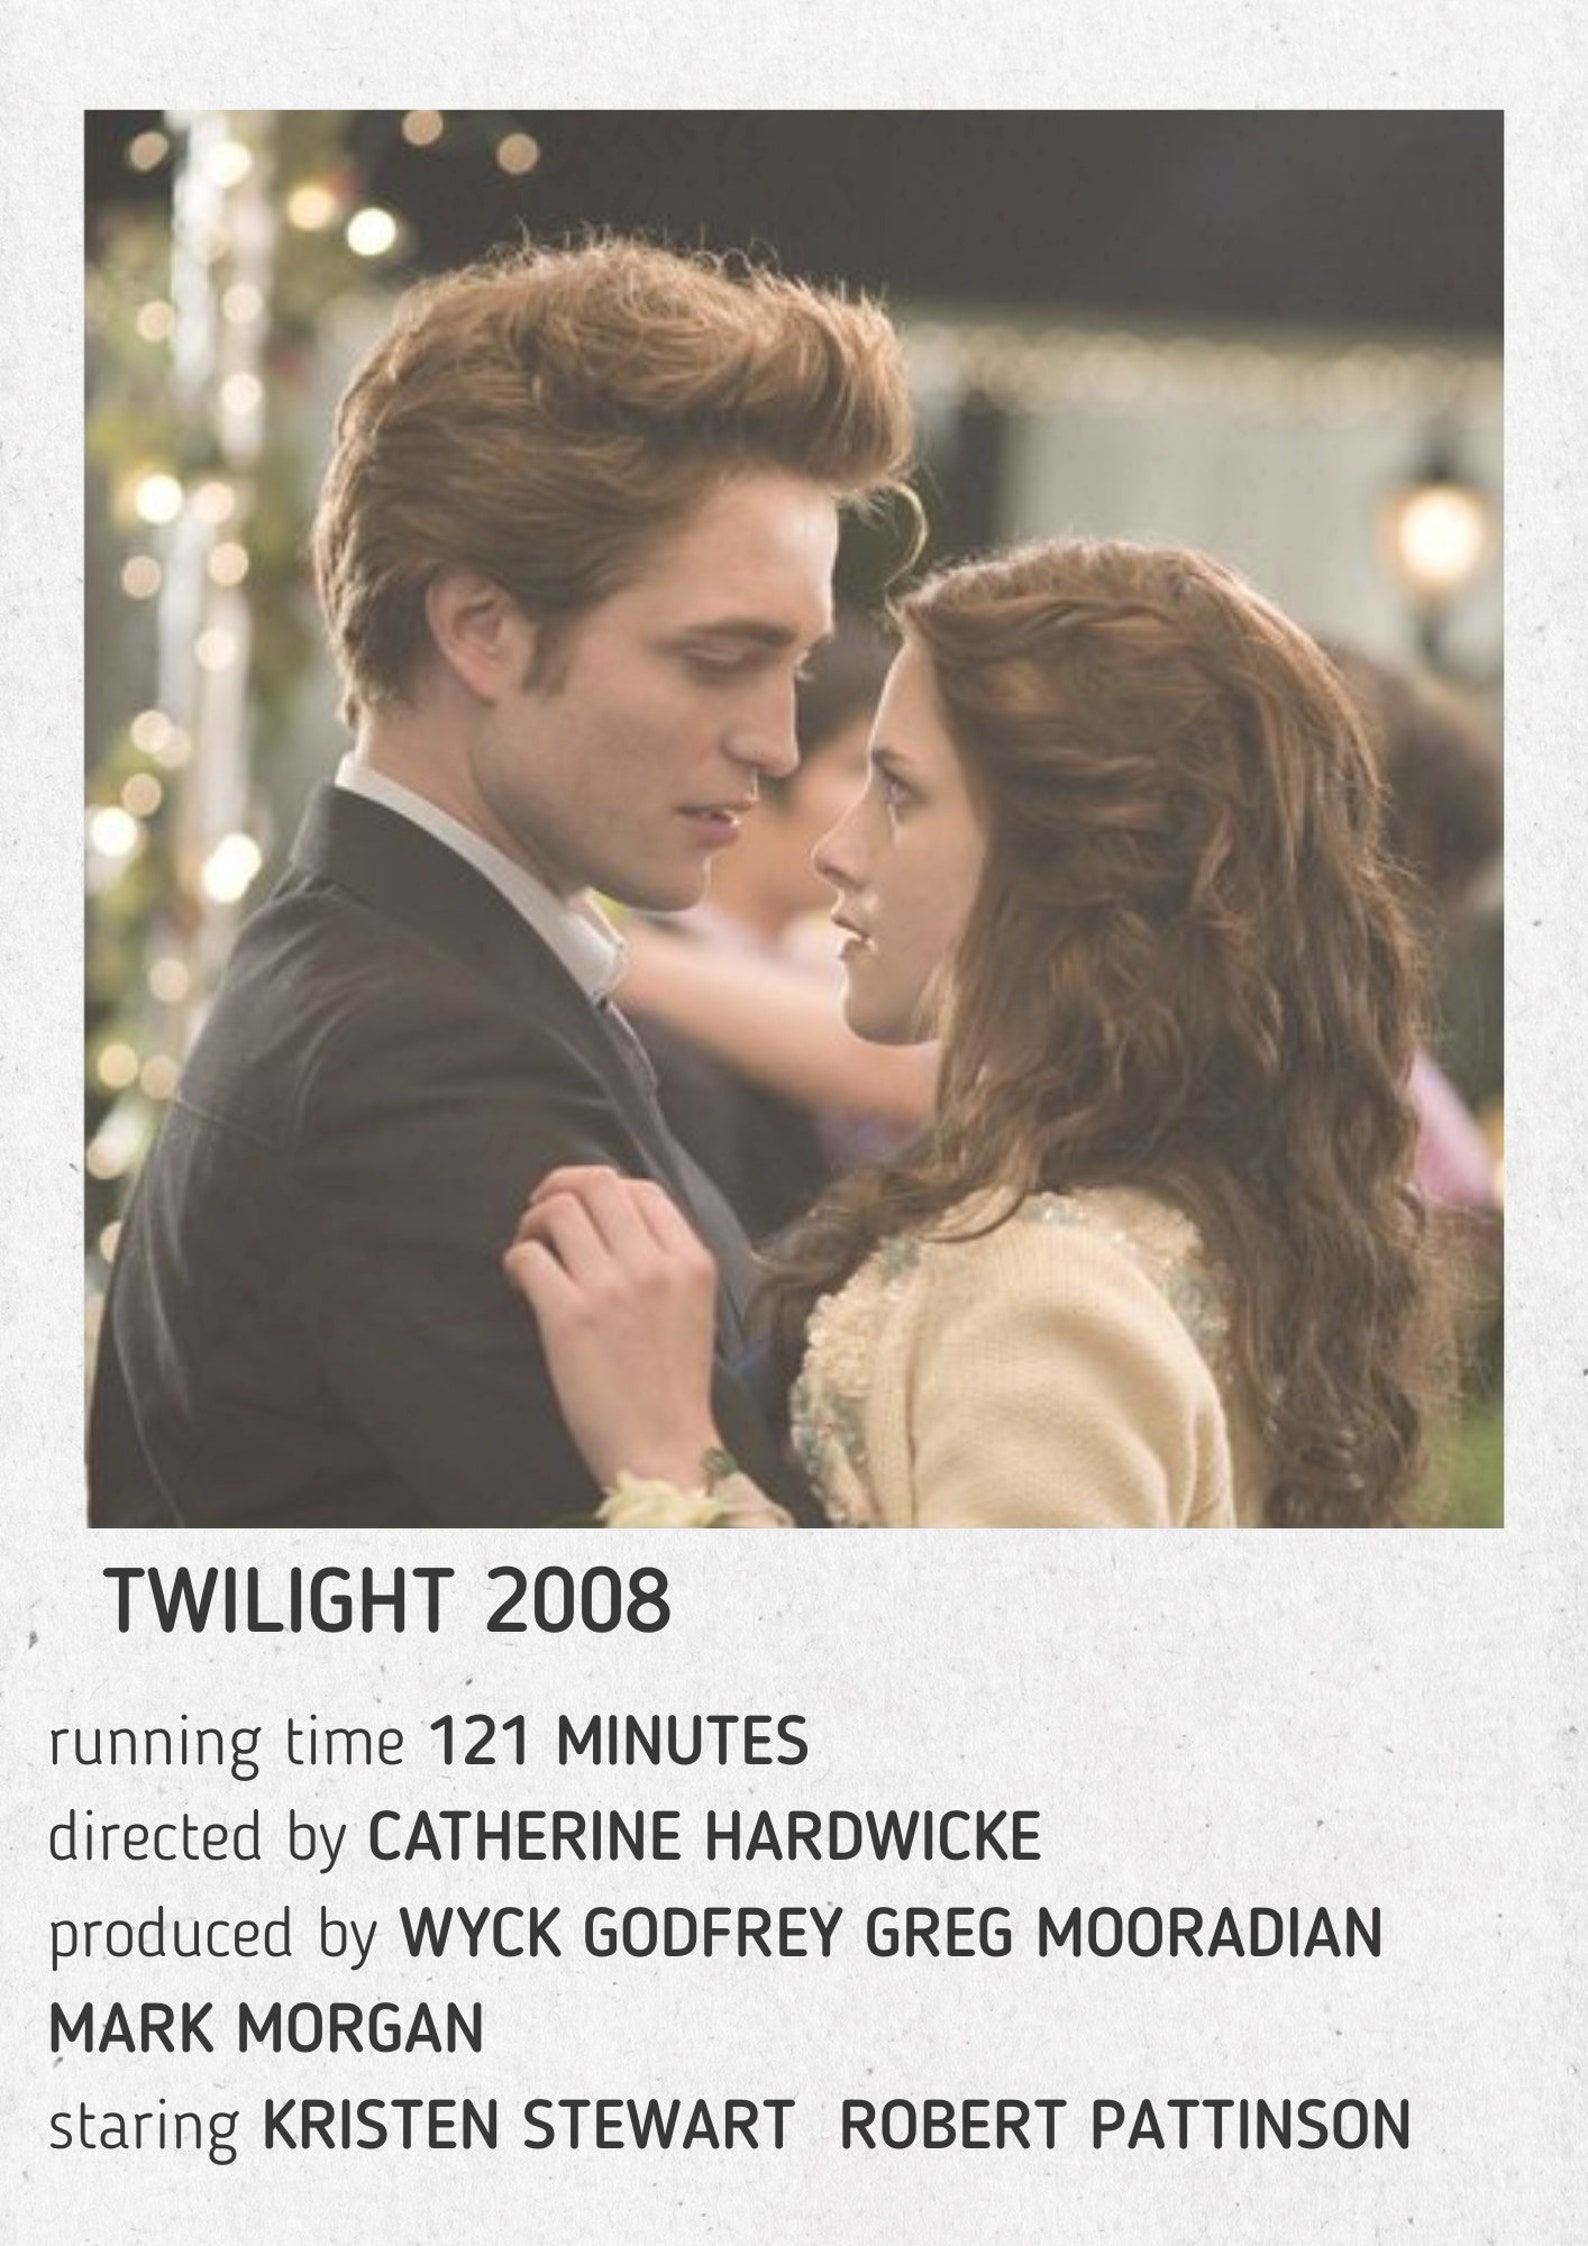 TWILIGHT 2008
running time 121 MINUTES
directed by CATHERINE HARDWICKE
produced by WYCK GODFREY GREG MOORADIAN
MARK MORGAN
staring KRISTEN STEWART ROBERT PATTINSON